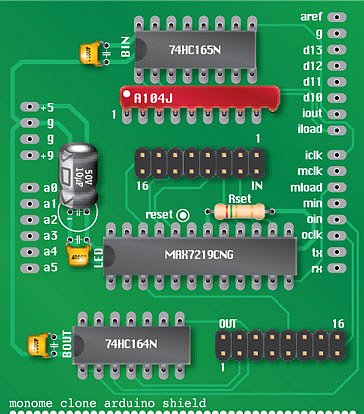 aref
g
d13
d12
d11
d10
iout
iload
BIN
74HC165N
A104J
1
1
16
IN
+5
g
g
+9
50V
10µF
a0
a1
a2
a3
a4
a5
iclk
mclk
mload
min
oin
oclk
tx
rx
Rset
reset
LED
MAX7219CNG
BOUT
74HC164N
OUT
16
1
monome clone arduino shield